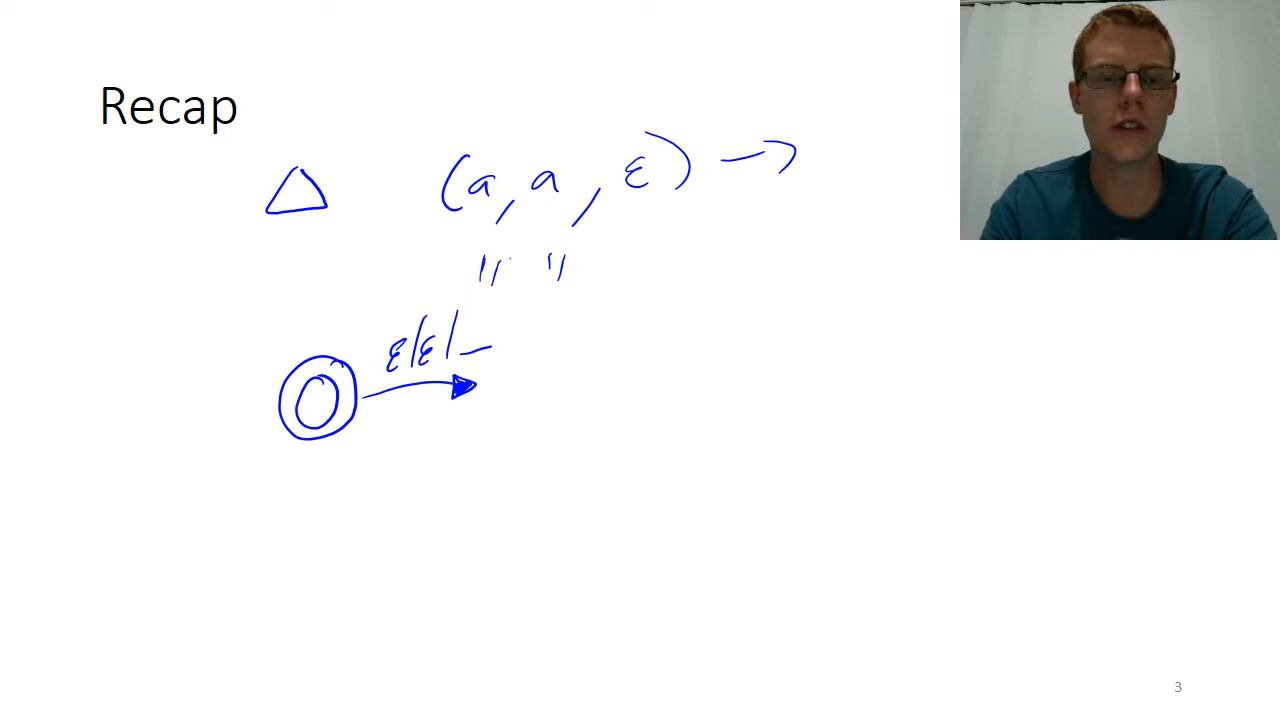 Recap
Δ (a, a, ε) →
" "
ε/ε/_
3